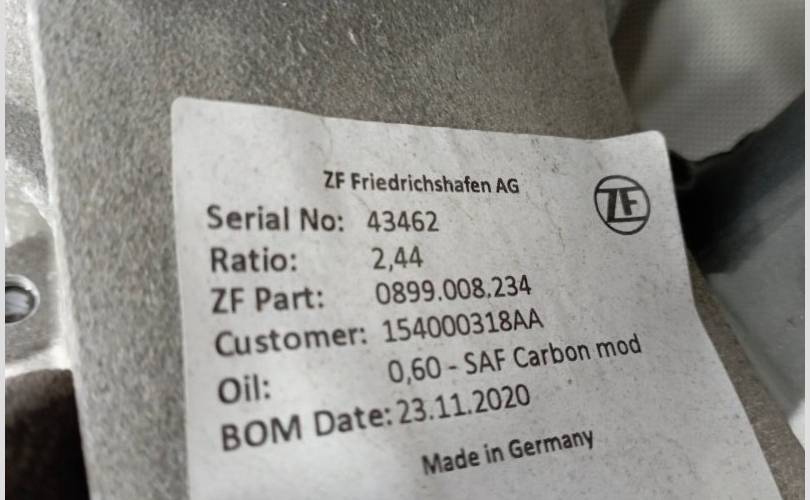 ZF Friedrichshafen AG
ZF
Serial No: 43462
Ratio: 2,44
ZF Part: 0899.008.234
Customer: 154000318AA
Oil: 0,60 - SAF Carbon mod
BOM Date: 23.11.2020
Made in Germany